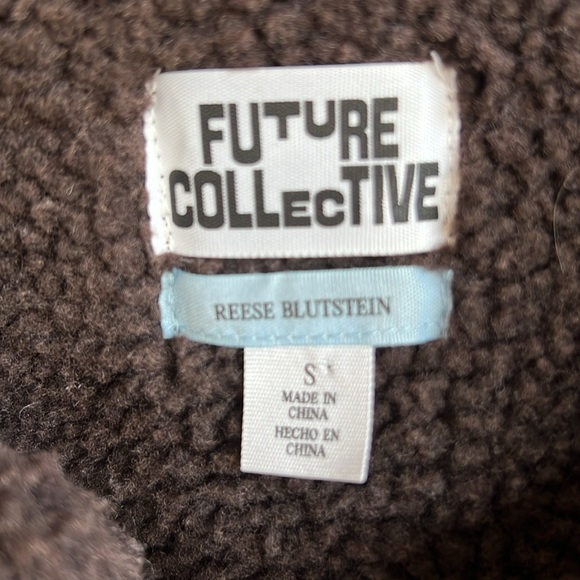 FUTURE
COLLECTIVE
REESE BLUTSTEIN
S
MADE IN
CHINA
HECHO EN
CHINA